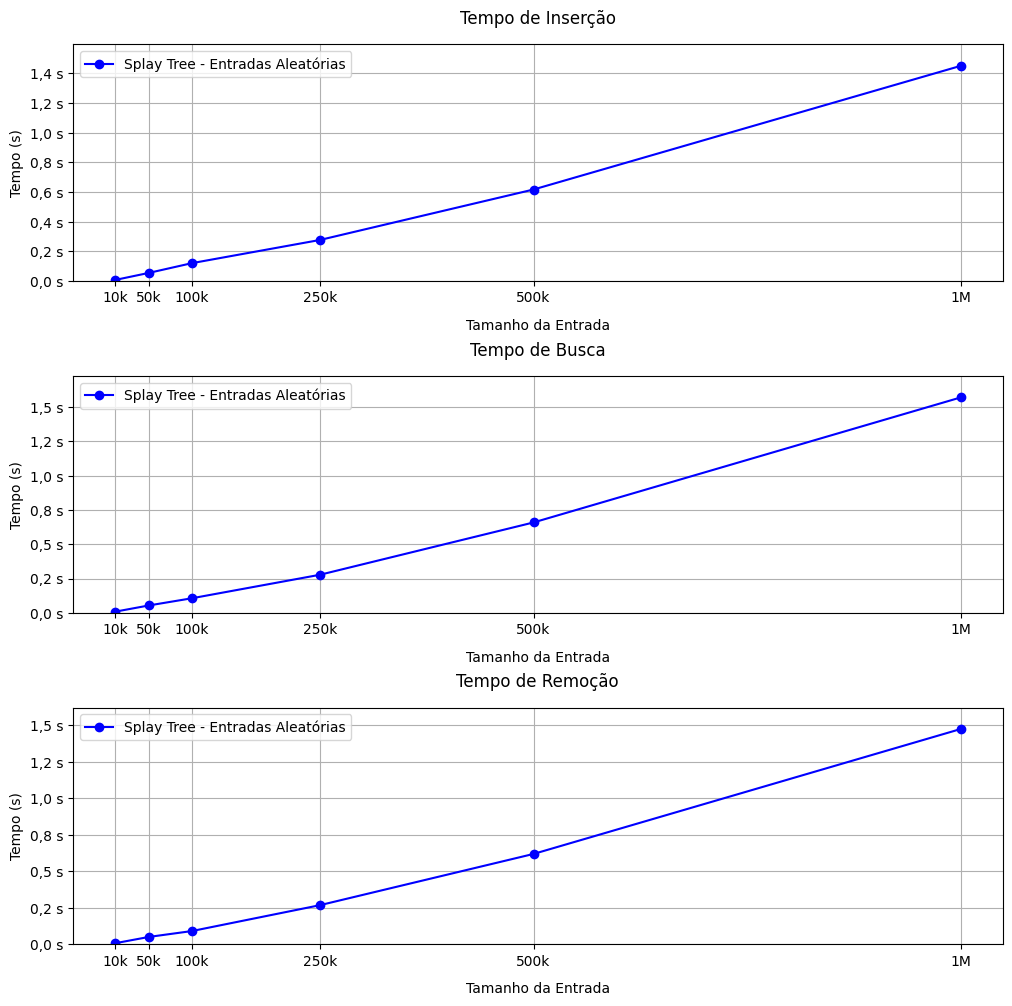 Tempo de Inserção
Splay Tree - Entradas Aleatórias
Tempo (s)
1,4 s
1,2 s
1,0 s
0,8 s
0,6 s
0,4 s
0,2 s
0,0 s
10k 50k 100k 250k 500k 1M
Tamanho da Entrada
Tempo de Busca
Splay Tree - Entradas Aleatórias
Tempo (s)
1,5 s
1,2 s
1,0 s
0,8 s
0,5 s
0,2 s
0,0 s
10k 50k 100k 250k 500k 1M
Tamanho da Entrada
Tempo de Remoção
Splay Tree - Entradas Aleatórias
Tempo (s)
1,5 s
1,2 s
1,0 s
0,8 s
0,5 s
0,2 s
0,0 s
10k 50k 100k 250k 500k 1M
Tamanho da Entrada